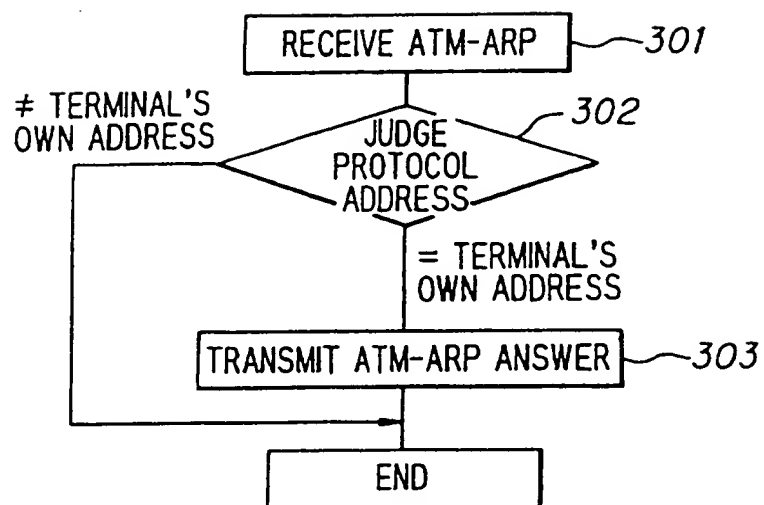 RECEIVE ATM-ARP
301
≠ TERMINAL'S
OWN ADDRESS
302
JUDGE
PROTOCOL
ADDRESS
= TERMINAL'S
OWN ADDRESS
TRANSMIT ATM-ARP ANSWER
303
END